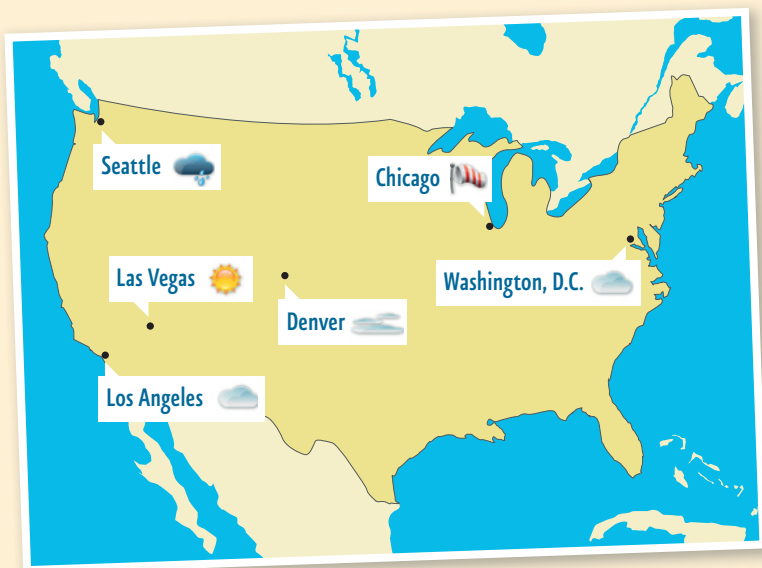 Seattle
Chicago
Las Vegas
Washington, D.C.
Denver
Los Angeles